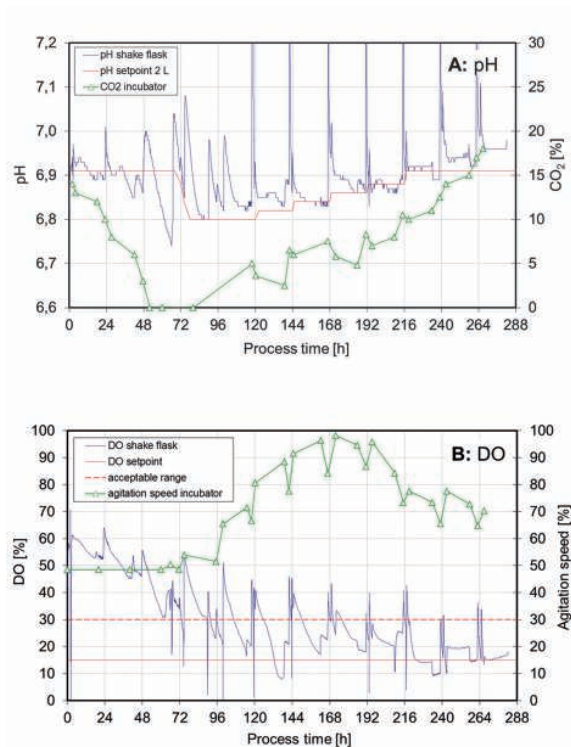 A: pH
pH shake flask
pH setpoint 2 L
CO2 incubator
pH
7,2
7,1
7,0
6,9
6,8
6,7
6,6
CO₂ [%]
30
25
20
15
10
5
0
0 24 48 72 96 120 144 168 192 216 240 264 288
Process time [h]
B: DO
DO shake flask
DO setpoint
acceptable range
agitation speed incubator
DO [%]
100
90
80
70
60
50
40
30
20
10
0
Agitation speed [%]
100
90
80
70
60
50
40
30
20
10
0
0 24 48 72 96 120 144 168 192 216 240 264 288
Process time [h]